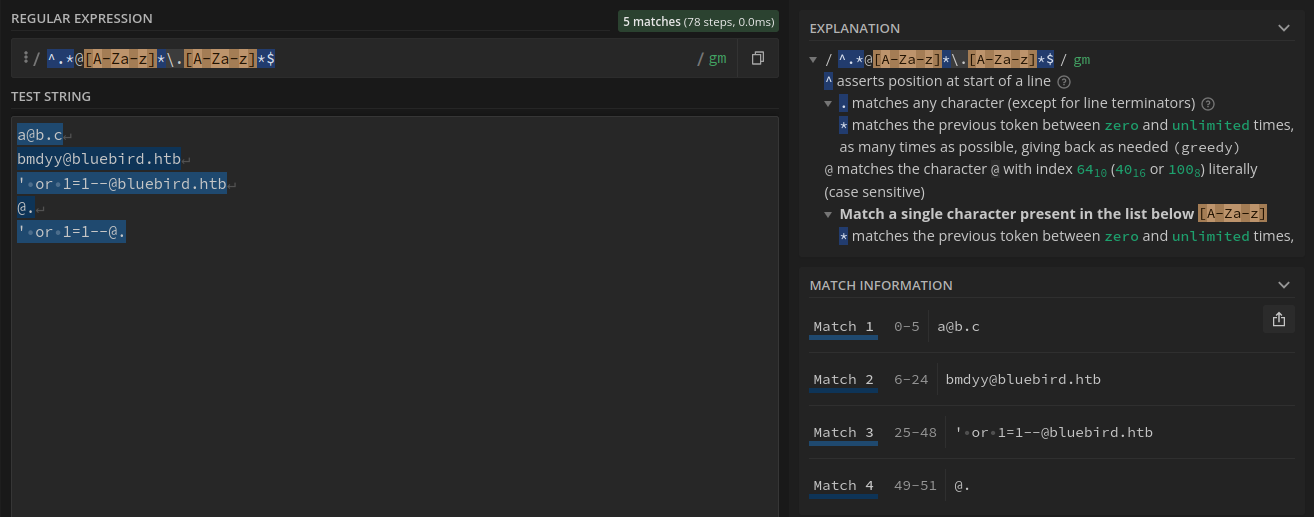 REGULAR EXPRESSION
5 matches (78 steps, 0.0ms)
/ ^.*@[A-Za-z]*\.[A-Za-z]*$ / gm
TEST STRING
a@b.c↵
bmdyy@bluebird.htb↵
'·or·1=1--@bluebird.htb↵
@.↵
'·or·1=1--@.
EXPLANATION
/ ^.*@[A-Za-z]*\.[A-Za-z]*$ / gm
^ asserts position at start of a line ?
. matches any character (except for line terminators) ?
* matches the previous token between zero and unlimited times,
as many times as possible, giving back as needed (greedy)
@ matches the character @ with index 64₁₀ (40₁₆ or 100₈) literally
(case sensitive)
Match a single character present in the list below [A-Za-z]
* matches the previous token between zero and unlimited times,
MATCH INFORMATION
Match 1 0-5 a@b.c
Match 2 6-24 bmdyy@bluebird.htb
Match 3 25-48 '·or·1=1--@bluebird.htb
Match 4 49-51 @.